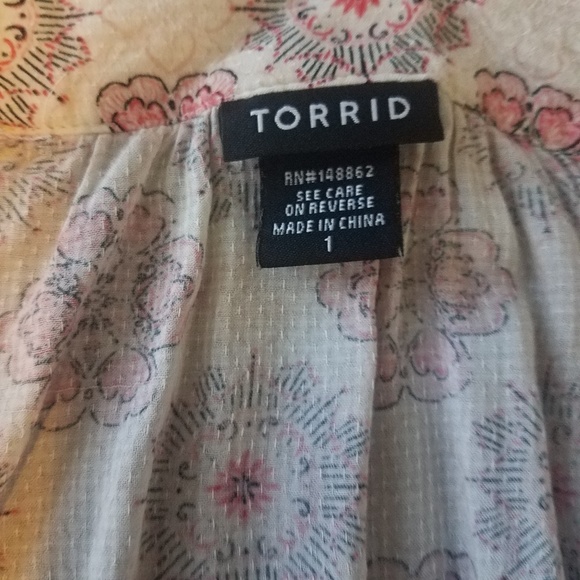 TORRID
RN#148862
SEE CARE
ON REVERSE
MADE IN CHINA
1